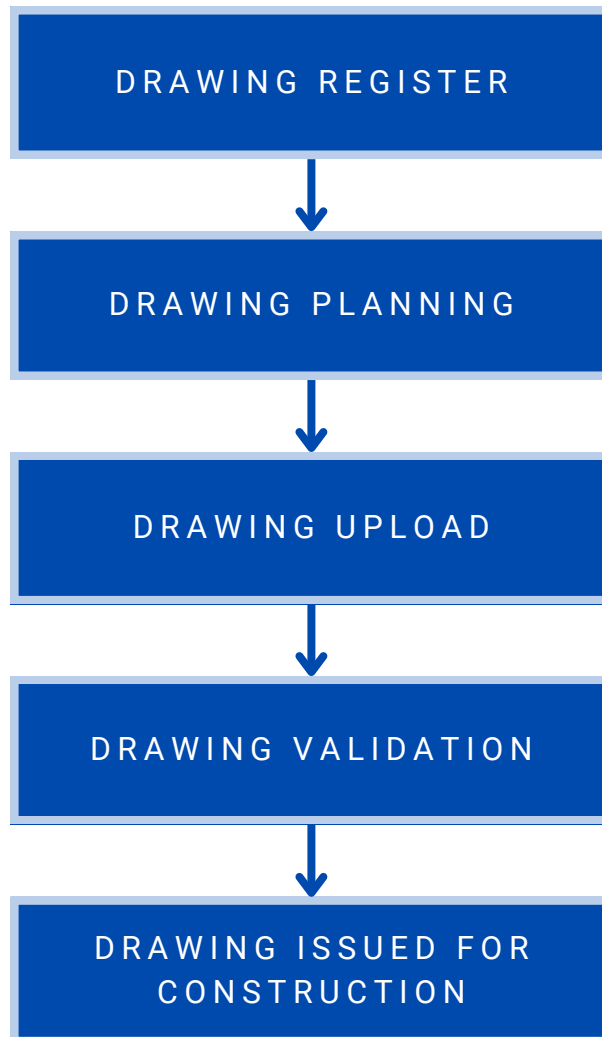 DRAWING REGISTER
DRAWING PLANNING
DRAWING UPLOAD
DRAWING VALIDATION
DRAWING ISSUED FOR
CONSTRUCTION